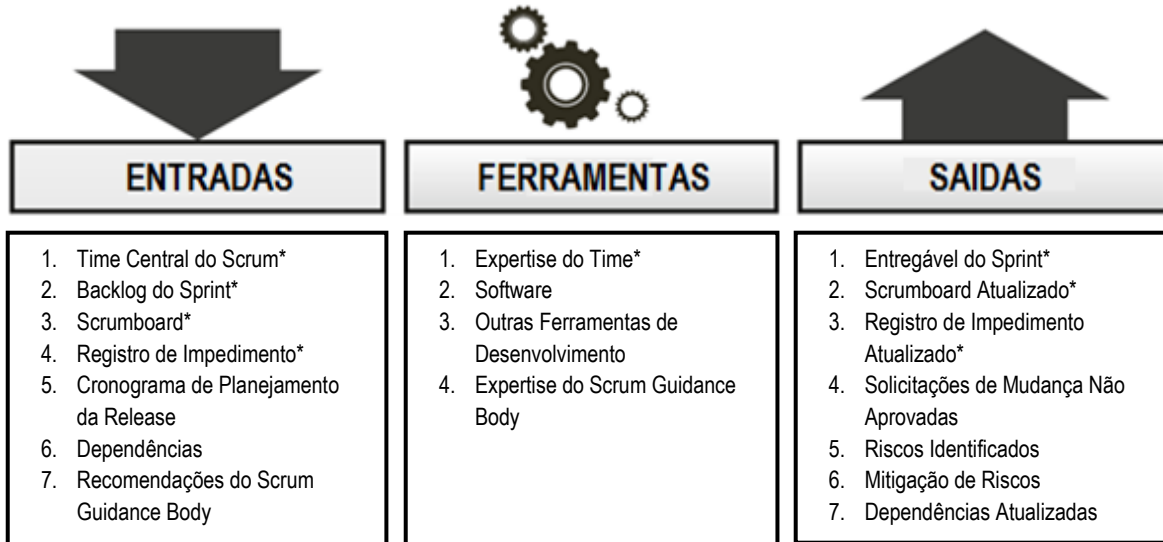 ENTRADAS
1. Time Central do Scrum*
2. Backlog do Sprint*
3. Scrumboard*
4. Registro de Impedimento*
5. Cronograma de Planejamento
da Release
6. Dependências
7. Recomendações do Scrum
Guidance Body
FERRAMENTAS
1. Expertise do Time*
2. Software
3. Outras Ferramentas de
Desenvolvimento
4. Expertise do Scrum Guidance
Body
SAIDAS
1. Entregável do Sprint*
2. Scrumboard Atualizado*
3. Registro de Impedimento
Atualizado*
4. Solicitações de Mudança Não
Aprovadas
5. Riscos Identificados
6. Mitigação de Riscos
7. Dependências Atualizadas